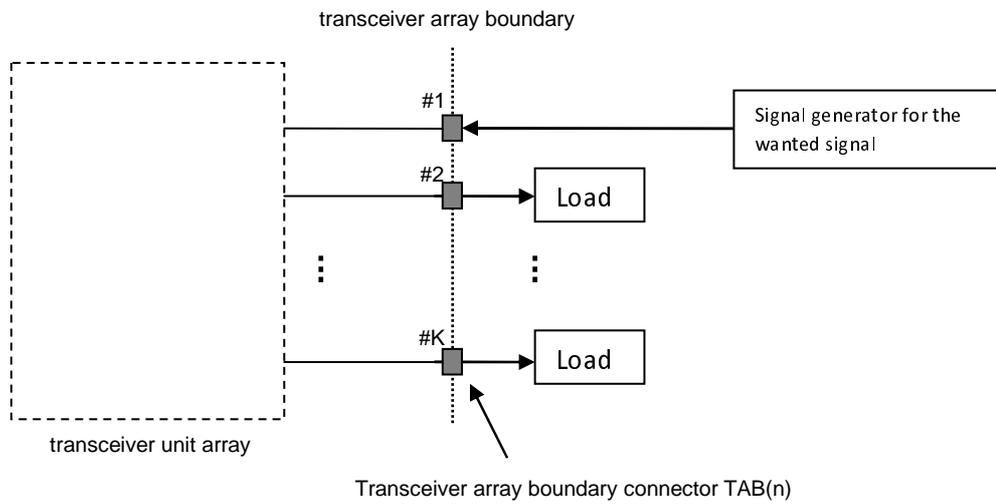 transceiver array boundary
#1
Signal generator for the
wanted signal
#2
Load
#K
Load
transceiver unit array
Transceiver array boundary connector TAB(n)